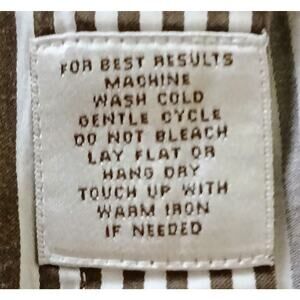 FOR BEST RESULTS
MACHINE
WASH COLD
GENTLE CYCLE
DO NOT BLEACH
LAY FLAT OR
HANG DRY
TOUCH UP WITH
WARM IRON
IF NEEDED